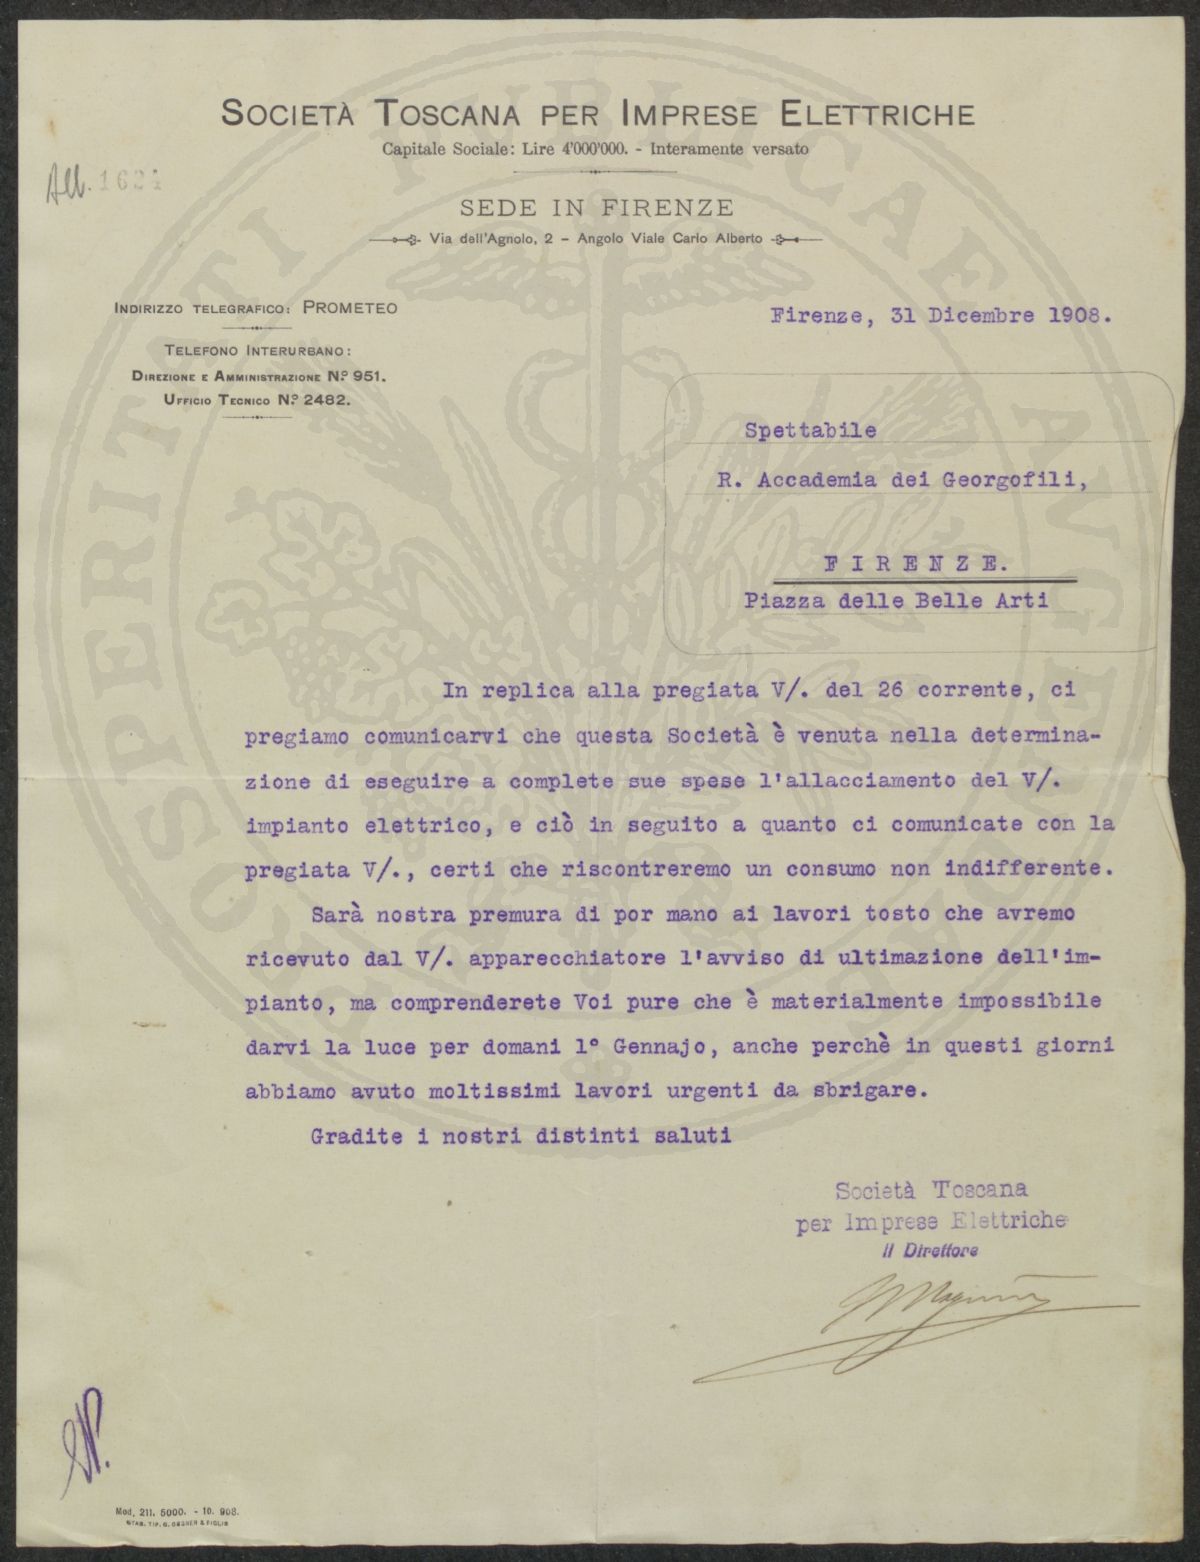 SOCIETÀ TOSCANA PER IMPRESE ELETTRICHE
Capitale Sociale: Lire 4'000'000. - Interamente versato
All. 1624
SEDE IN FIRENZE
Via dell'Agnolo, 2 - Angolo Viale Carlo Alberto
INDIRIZZO TELEGRAFICO: PROMETEO
TELEFONO INTERURBANO:
DIREZIONE E AMMINISTRAZIONE N.o 951.
UFFICIO TECNICO N.o 2482.
Firenze, 31 Dicembre 1908.
Spettabile
R. Accademia dei Georgofili,
FIRENZE.
Piazza delle Belle Arti
In replica alla pregiata V/. del 26 corrente, ci
pregiamo comunicarvi che questa Società è venuta nella determina-
zione di eseguire a complete sue spese l'allacciamento del V/.
impianto elettrico, e ciò in seguito a quanto ci comunicate con la
pregiata V/., certi che riscontreremo un consumo non indifferente.
Sarà nostra premura di por mano ai lavori tosto che avremo
ricevuto dal V/. apparecchiatore l'avviso di ultimazione dell'im-
pianto, ma comprenderete Voi pure che è materialmente impossibile
darvi la luce per domani 1° Gennajo, anche perchè in questi giorni
abbiamo avuto moltissimi lavori urgenti da sbrigare.
Gradite i nostri distinti saluti
Società Toscana
per Imprese Elettriche
Il Direttore
Mod. 211. 5000. - 10. 908.
STAB. TIP. G. GESNER & FIGLIO
PROSPERITATI PUBLICAE AVGENDAE